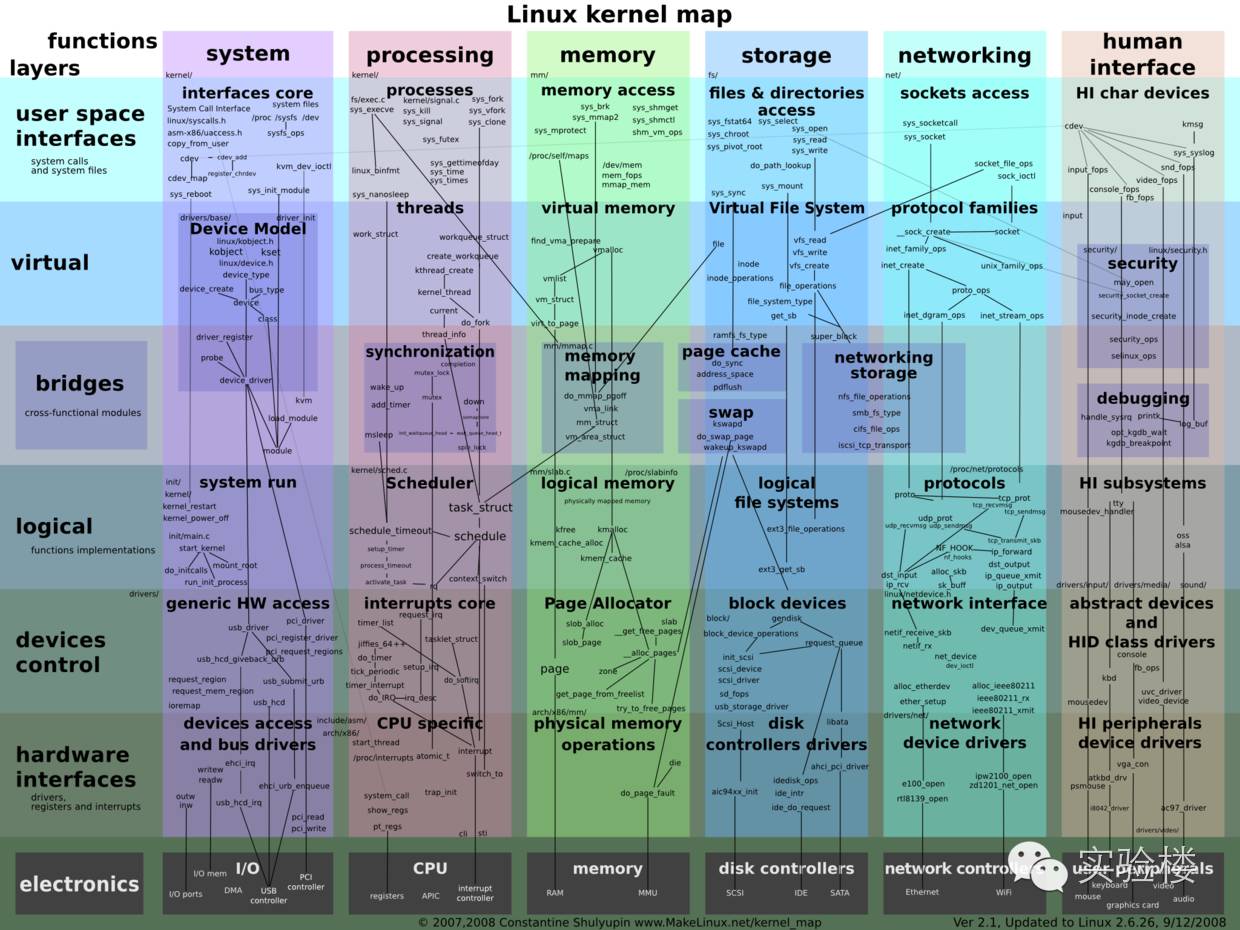 Linux kernel map
functions
layers
system
processing
memory
storage
networking
human
interface
kernel/
kernel/
mm/
fs/
net/
user space
interfaces
system calls
and system files
interfaces core
System Call Interface
system files
linux/syscalls.h
/proc /sysfs /dev
asm-x86/uaccess.h
sysfs_ops
copy_from_user
cdev
cdev_add
register_chrdev
kvm_dev_ioctl
cdev_map
sys_reboot
sys_init_module
processes
fs/exec.c
kernel/signal.c
sys_fork
sys_execve
sys_kill
sys_vfork
sys_signal
sys_clone
sys_futex
linux_binfmt
sys_gettimeofday
sys_time
sys_times
sys_nanosleep
memory access
sys_brk
sys_shmget
sys_mmap2
sys_shmctl
sys_mprotect
shm_vm_ops
/proc/self/maps
/dev/mem
mem_fops
mmap_mem
files & directories
access
sys_fstat64
sys_select
sys_chroot
sys_open
sys_pivot_root
sys_read
sys_write
do_path_lookup
sys_sync
sys_mount
sockets access
sys_socketcall
sys_socket
socket_file_ops
sock_ioctl
HI char devices
cdev
kmsg
sys_syslog
input_fops
snd_fops
video_fops
console_fops
fb_fops
virtual
drivers/base/
driver_init
Device Model
linux/kobject.h
kobject
kset
linux/device.h
device_type
device_create
bus_type
device
class
driver_register
probe
device_driver
threads
work_struct
workqueue_struct
create_workqueue
kthread_create
kernel_thread
current
do_fork
thread_info
virtual memory
find_vma_prepare
vmalloc
vmlist
vm_struct
virt_to_page
Virtual File System
file
vfs_read
vfs_write
inode
vfs_create
inode_operations
file_operations
file_system_type
get_sb
protocol families
__sock_create
socket
inet_family_ops
inet_create
unix_family_ops
proto_ops
inet_dgram_ops
inet_stream_ops
input
security/
linux/security.h
security
may_open
security_socket_create
security_inode_create
security_ops
selinux_ops
bridges
cross-functional modules
kvm
load_module
module
synchronization
completion
mutex_lock
wake_up
mutex
add_timer
down
semaphore
msleep
init_waitqueue_head
wait_queue_head_t
spin_lock
mm/mmap.c
memory
mapping
do_mmap_pgoff
vma_link
mm_struct
vm_area_struct
ramfs_fs_type
super_block
page cache
do_sync
address_space
pdflush
swap
kswapd
do_swap_page
wakeup_kswapd
networking
storage
nfs_file_operations
smb_fs_type
cifs_file_ops
iscsi_tcp_transport
debugging
handle_sysrq
printk
log_buf
opt_kgdb_wait
kgdb_breakpoint
logical
functions implementations
system run
init/
kernel/
kernel_restart
kernel_power_off
init/main.c
start_kernel
do_initcalls
mount_root
run_init_process
kernel/sched.c
Scheduler
task_struct
schedule_timeout
schedule
setup_timer
process_timeout
activate_task
rq
context_switch
mm/slab.c
/proc/slabinfo
logical memory
physically mapped memory
kfree
kmalloc
kmem_cache_alloc
kmem_cache
logical
file systems
ext3_file_operations
ext3_get_sb
/proc/net/protocols
protocols
proto
tcp_prot
tcp_recvmsg
tcp_sendmsg
udp_prot
udp_recvmsg
udp_sendmsg
tcp_transmit_skb
NF_HOOK
nf_hooks
ip_forward
dst_output
dst_input
alloc_skb
ip_queue_xmit
ip_rcv
sk_buff
ip_output
HI subsystems
tty
mousedev_handler
oss
alsa
drivers/input/
drivers/media/
sound/
devices
control
drivers/
generic HW access
pci_driver
usb_driver
pci_register_driver
pci_request_regions
usb_hcd_giveback_urb
request_region
usb_submit_urb
request_mem_region
usb_hcd
ioremap
interrupts core
request_irq
timer_list
jiffies_64++
tasklet_struct
do_timer
tick_periodic
setup_irq
timer_interrupt
do_softirq
do_IRQ
irq_desc
Page Allocator
slob_alloc
slab
__get_free_pages
slob_page
__alloc_pages
page
zone
get_page_from_freelist
try_to_free_pages
arch/x86/mm/
block devices
block/
gendisk
block_device_operations
request_queue
init_scsi
scsi_device
scsi_driver
sd_fops
usb_storage_driver
linux/netdevice.h
network interface
netif_receive_skb
dev_queue_xmit
netif_rx
net_device
dev_ioctl
alloc_etherdev
alloc_ieee80211
ether_setup
ieee80211_rx
ieee80211_xmit
drivers/net/
abstract devices
and
HID class drivers
console
fb_ops
kbd
uvc_driver
mousedev
video_device
hardware
interfaces
drivers,
registers and interrupts
devices access
and bus drivers
include/asm/
arch/x86/
ehci_irq
writew
readw
ehci_urb_enqueue
outw
inw
usb_hcd_irq
pci_read
pci_write
CPU specific
start_thread
/proc/interrupts
atomic_t
interrupt
switch_to
system_call
trap_init
show_regs
pt_regs
cli
sti
physical memory
operations
die
do_page_fault
disk
controllers drivers
Scsi_Host
libata
ahci_pci_driver
idedisk_ops
aic94xx_init
ide_intr
ide_do_request
network
device drivers
e100_open
ipw2100_open
zd1201_net_open
rtl8139_open
HI peripherals
device drivers
vga_con
atkbd_drv
psmouse
i8042_driver
ac97_driver
drivers/video/
electronics
I/O
I/O mem
I/O ports
DMA
USB
controller
PCI
controller
CPU
registers
APIC
interrupt
controller
memory
RAM
MMU
disk controllers
SCSI
IDE
SATA
network controllers
Ethernet
WiFi
user peripherals
keyboard
video
mouse
audio
graphics card
实验楼
© 2007,2008 Constantine Shulyupin www.MakeLinux.net/kernel_map
Ver 2.1, Updated to Linux 2.6.26, 9/12/2008